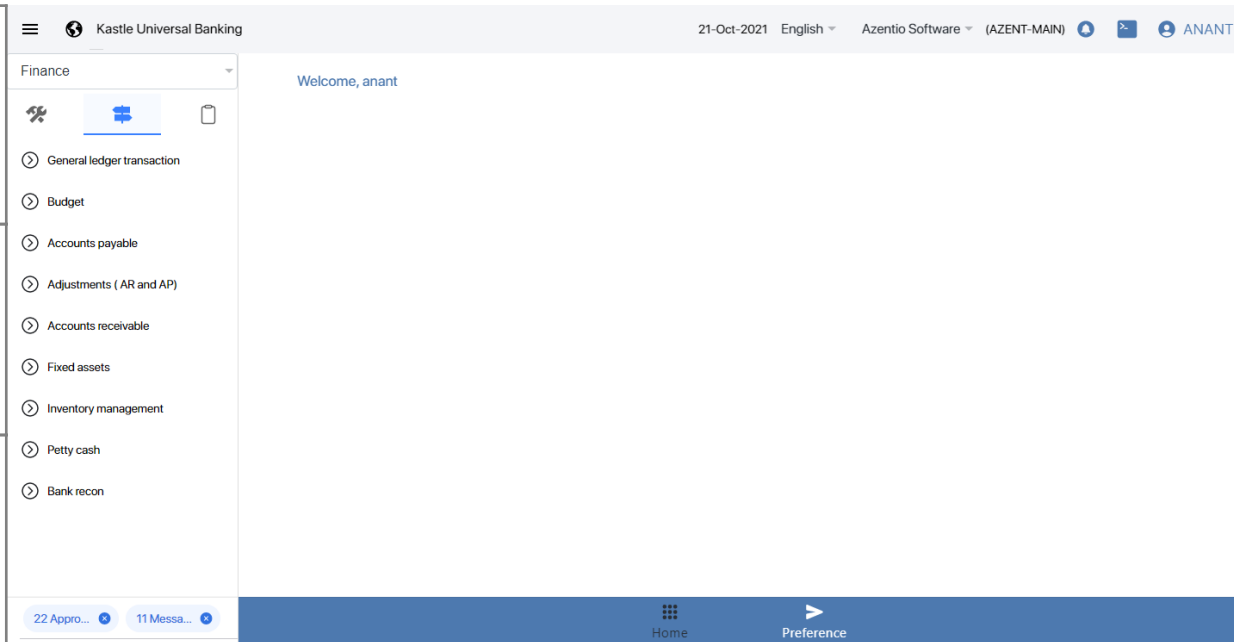 Kastle Universal Banking
21-Oct-2021 English Azentio Software (AZENT-MAIN) ANANT
Finance
Welcome, anant
General ledger transaction
Budget
Accounts payable
Adjustments ( AR and AP)
Accounts receivable
Fixed assets
Inventory management
Petty cash
Bank recon
22 Appro... 11 Messa...
Home
Preference